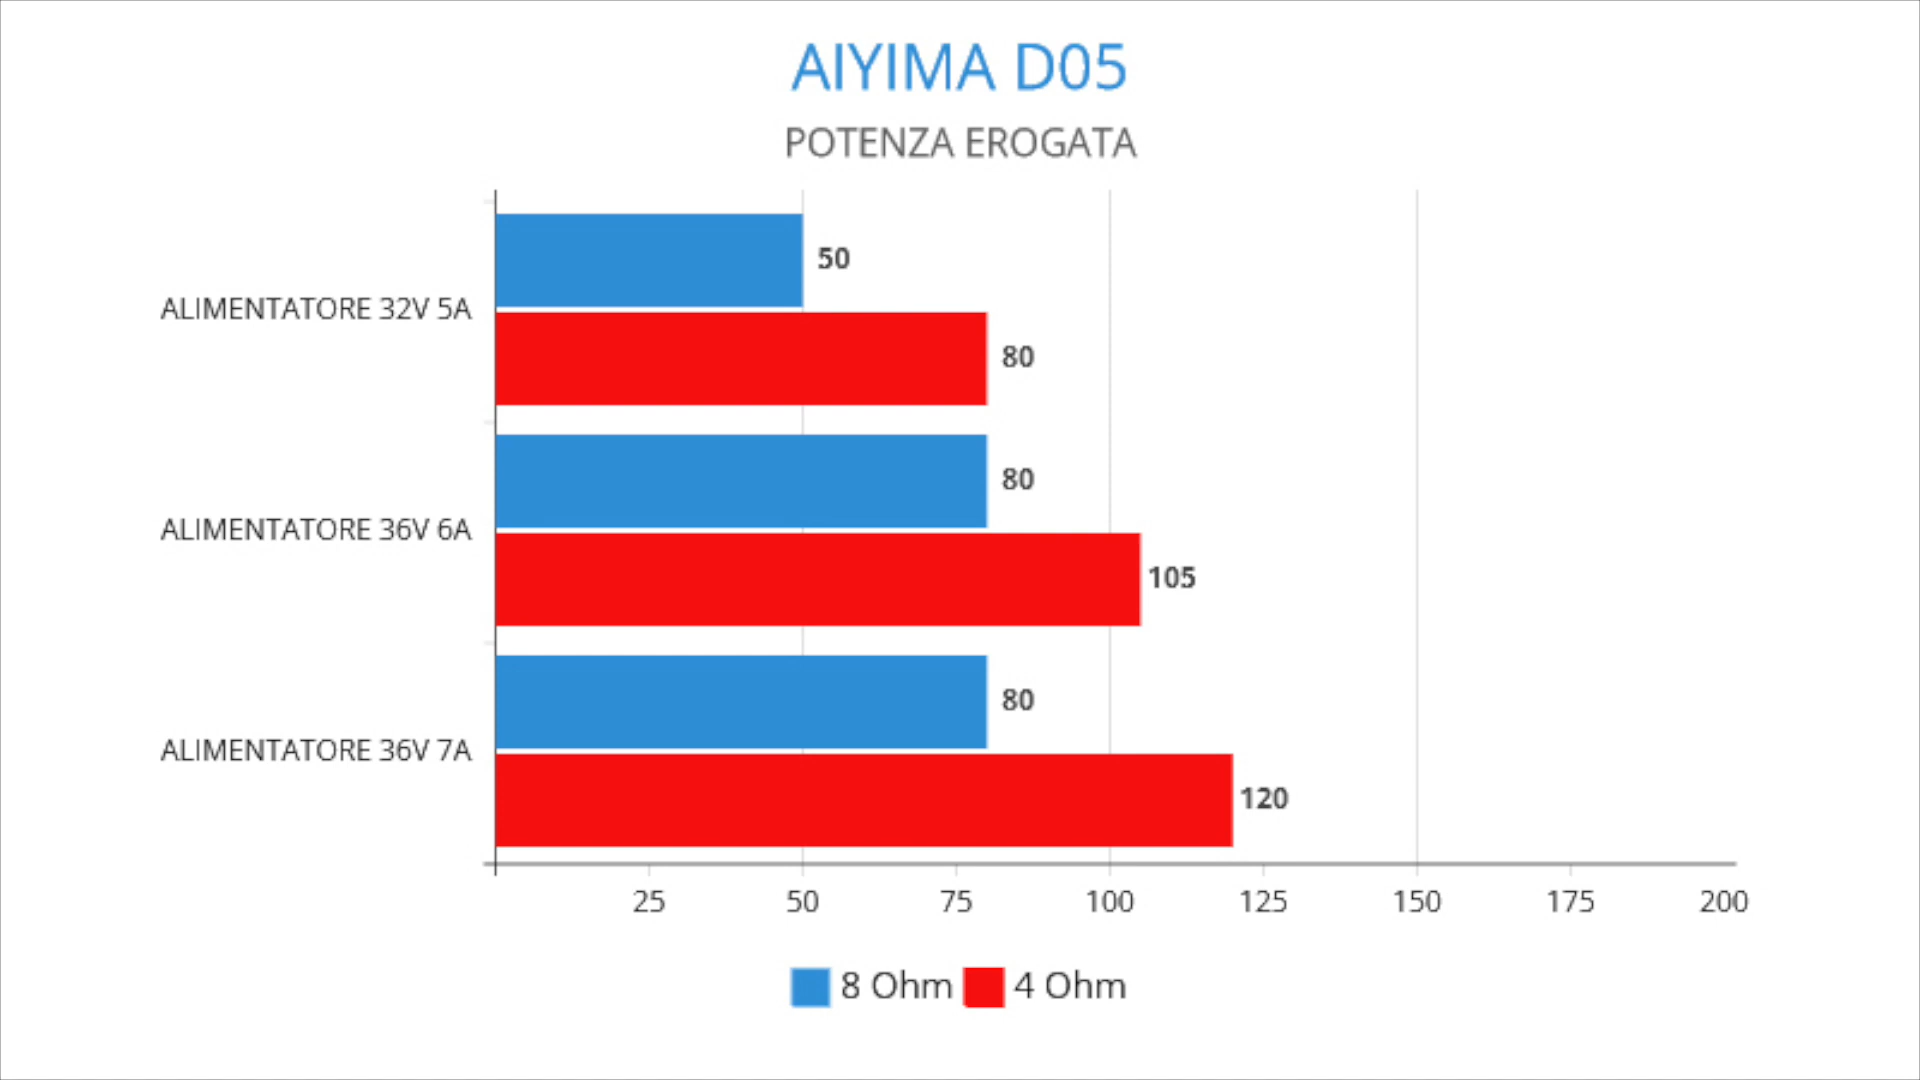 AIYIMA D05
POTENZA EROGATA
ALIMENTATORE 32V 5A
50
80
ALIMENTATORE 36V 6A
80
105
ALIMENTATORE 36V 7A
80
120
25 50 75 100 125 150 175 200
8 Ohm 4 Ohm